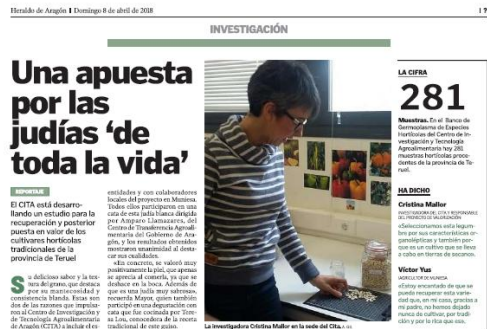 Heraldo de Aragón | Domingo 8 de abril de 2018
INVESTIGACIÓN
Una apuesta
por las
judías ‘de
toda la vida’
REPORTAJE
El CITA está desarro-
llando un estudio para la
recuperación y posterior
puesta en valor de los
cultivares hortícolas
tradicionales de la
provincia de Teruel
Su delicioso sabor y la tex-
tura del grano, que destaca
por su mantecosidad y
consistencia blanda. Estas son
dos de las razones que impulsa-
ron al Centro de Investigación y
de Tecnología Agroalimentaria
de Aragón (CITA) a incluir el es-
entidades y con colaboradores
locales del proyecto en Muniesa.
Todos ellos participaron en una
cata de esta judía blanca dirigida
por Amparo Llamazares, del
Centro de Transferencia Agroali-
mentaria del Gobierno de Ara-
gón, y los resultados obtenidos
mostraron unanimidad al desta-
car sus cualidades.
«En concreto, se valoró muy
positivamente la piel, que apenas
se aprecia al comerla, ya que se
deshace en la boca. Además de
que es una judía muy sabrosa»,
recuerda Mayor, quien también
participó en una degustación con
cata que fue cocinada por Tere-
sa Lou, conocedora de la receta
tradicional de este guiso.
La investigadora Cristina Mallor en la sede del Cita.
LA CIFRA
281
Muestras. En el Banco de
Germoplasma de Especies
Hortícolas del Centro de In-
vestigación y Tecnología
Agroalimentaro hay 281
muestras hortícolas proce-
dentes de la provincia de Te-
ruel.
HA DICHO
Cristina Mallor
INVESTIGADORA DEL CITA Y RESPONSABLE
DEL PROYECTO DE VALORIZACIÓN
«Seleccionamos esta legum-
bre por sus características or-
ganolépticas y también por-
que es un cultivo que se lleva
a cabo en tierras de secano».
Víctor Yus
AGRICULTOR DE MUNIESA
«Estoy encantado de que se
pueda recuperar esta varie-
dad que, en mi caso, gracias a
mi padre, no hemos dejado
nunca de cultivar, por tradi-
ción y por lo rica que es».